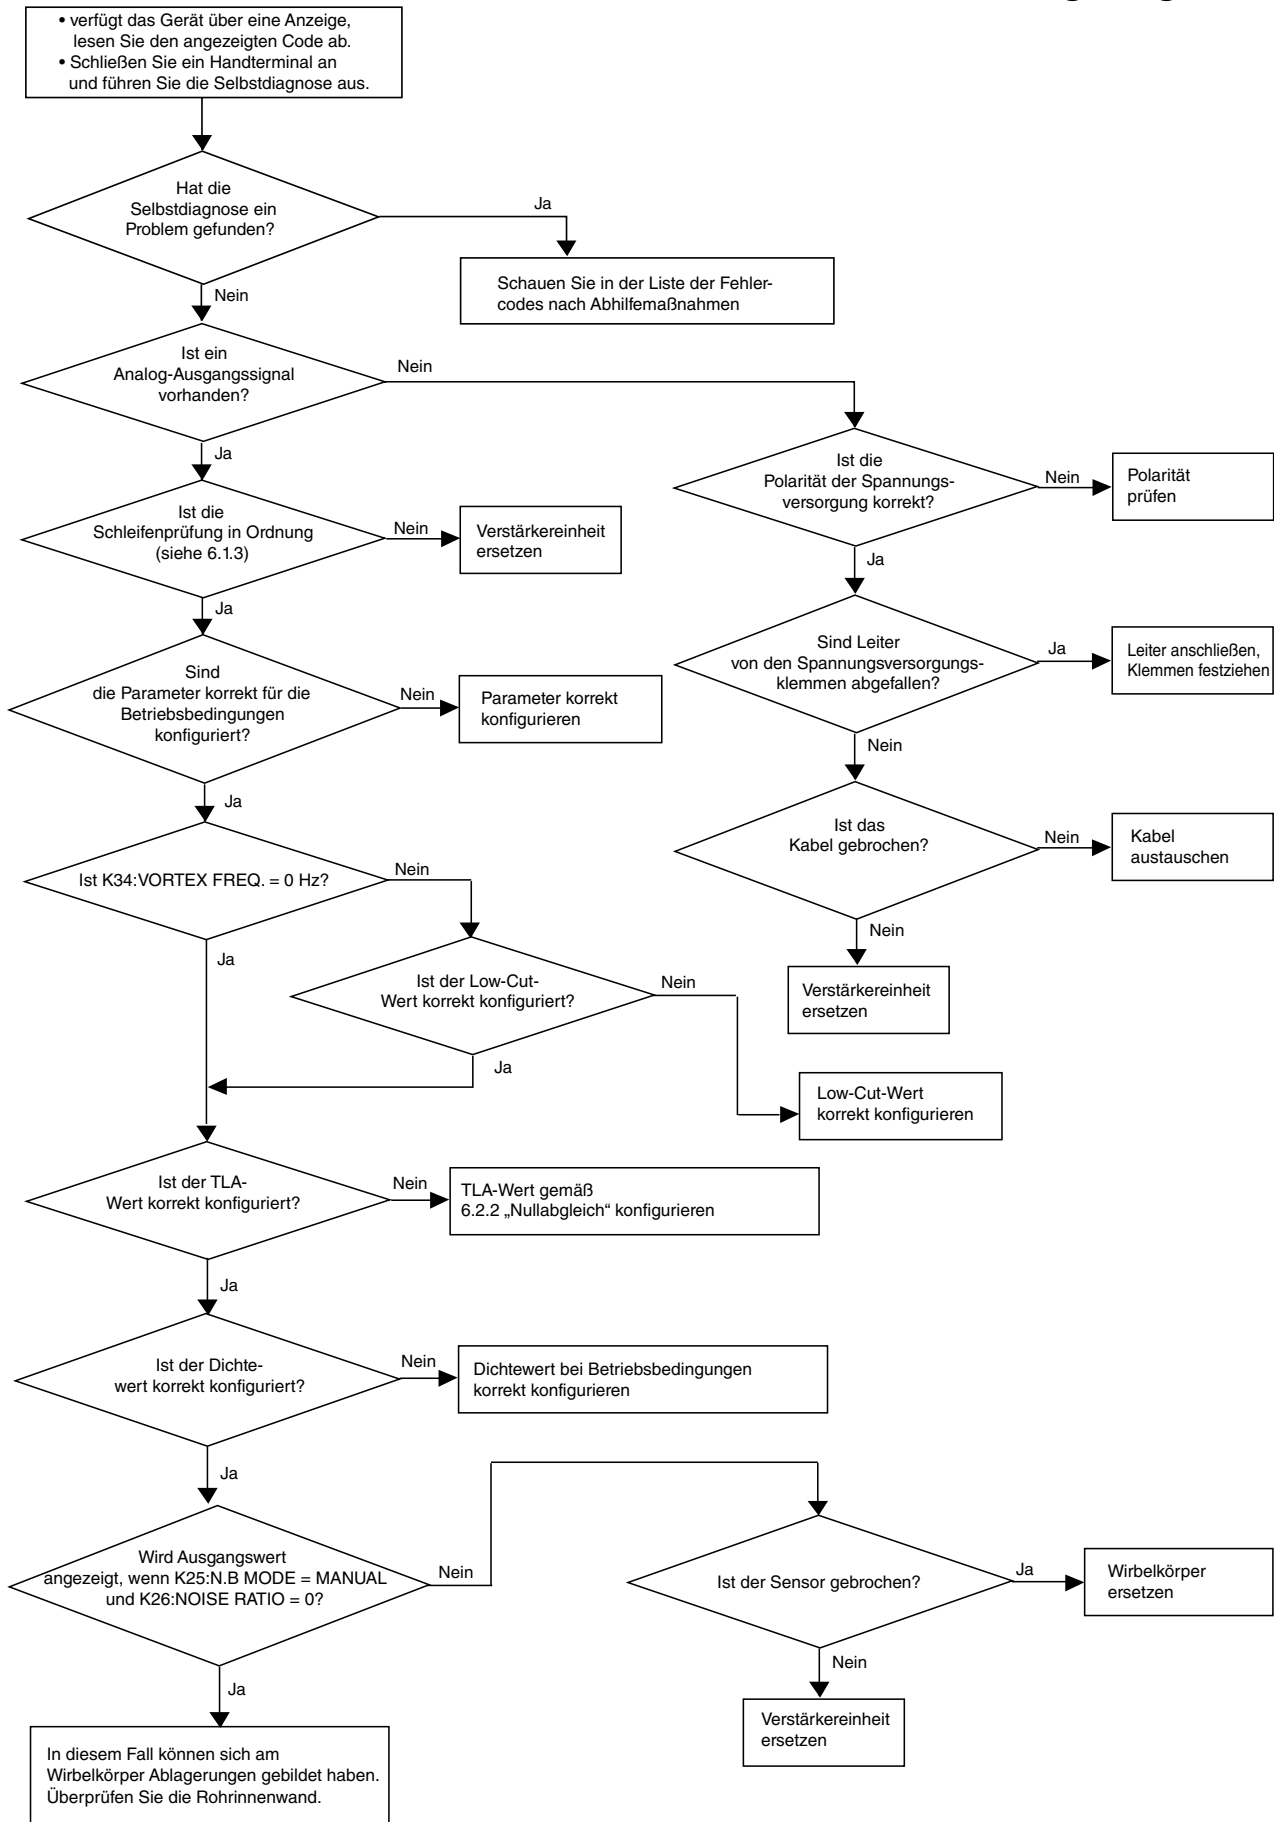 • verfügt das Gerät über eine Anzeige,
lesen Sie den angezeigten Code ab.
• Schließen Sie ein Handterminal an
und führen Sie die Selbstdiagnose aus.
Hat die
Selbstdiagnose ein
Problem gefunden?
Ja
Schauen Sie in der Liste der Fehler-
codes nach Abhilfemaßnahmen
Nein
Ist ein
Analog-Ausgangssignal
vorhanden?
Nein
Ja
Ist die
Polarität der Spannungs-
versorgung korrekt?
Nein
Polarität
prüfen
Ja
Ist die
Schleifenprüfung in Ordnung
(siehe 6.1.3)
Nein
Verstärkereinheit
ersetzen
Ja
Sind Leiter
von den Spannungsversorgungs-
klemmen abgefallen?
Ja
Leiter anschließen,
Klemmen festziehen
Nein
Sind
die Parameter korrekt für die
Betriebsbedingungen
konfiguriert?
Nein
Parameter korrekt
konfigurieren
Ja
Ist das
Kabel gebrochen?
Nein
Kabel
austauschen
Nein
Verstärkereinheit
ersetzen
Ist K34:VORTEX FREQ. = 0 Hz?
Nein
Ja
Ist der Low-Cut-
Wert korrekt konfiguriert?
Nein
Ja
Low-Cut-Wert
korrekt konfigurieren
Ist der TLA-
Wert korrekt konfiguriert?
Nein
TLA-Wert gemäß
6.2.2 „Nullabgleich“ konfigurieren
Ja
Ist der Dichte-
wert korrekt konfiguriert?
Nein
Dichtewert bei Betriebsbedingungen
korrekt konfigurieren
Ja
Wird Ausgangswert
angezeigt, wenn K25:N.B MODE = MANUAL
und K26:NOISE RATIO = 0?
Nein
Ist der Sensor gebrochen?
Ja
Wirbelkörper
ersetzen
Nein
Verstärkereinheit
ersetzen
Ja
In diesem Fall können sich am
Wirbelkörper Ablagerungen gebildet haben.
Überprüfen Sie die Rohrinnenwand.